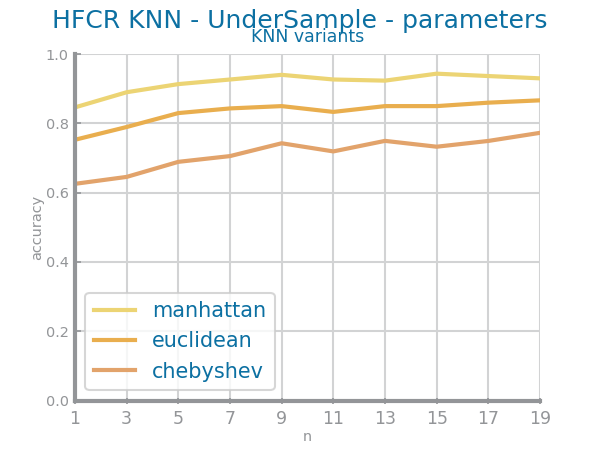 HFCR KNN - UnderSample - parameters
KNN variants
1.0
0.8
0.6
0.4
0.2
0.0
accuracy
manhattan
euclidean
chebyshev
1 3 5 7 9 11 13 15 17 19
n